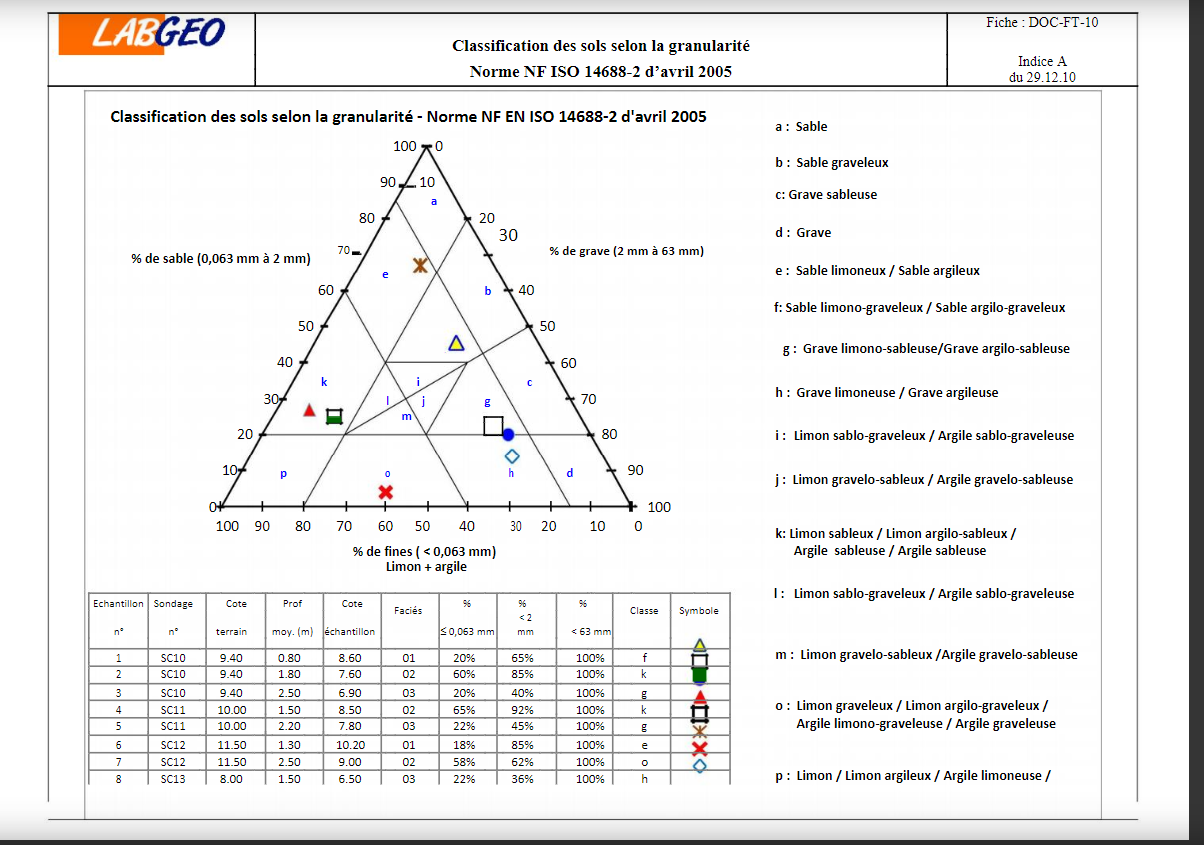 LABGEO
Classification des sols selon la granularité
Norme NF ISO 14688-2 d’avril 2005
Fiche : DOC-FT-10
Indice A
du 29.12.10
Classification des sols selon la granularité - Norme NF EN ISO 14688-2 d'avril 2005
100 0
90 10
a
80 20
30
70
% de sable (0,063 mm à 2 mm)
% de grave (2 mm à 63 mm)
e
60 b 40
50 50
40 60
k i c
30 l j g 70
m
20 80
10 p o h d 90
0 100
100 90 80 70 60 50 40 30 20 10 0
% de fines ( < 0,063 mm)
Limon + argile
a : Sable
b : Sable graveleux
c: Grave sableuse
d : Grave
e : Sable limoneux / Sable argileux
f: Sable limono-graveleux / Sable argilo-graveleux
g : Grave limono-sableuse/Grave argilo-sableuse
h : Grave limoneuse / Grave argileuse
i : Limon sablo-graveleux / Argile sablo-graveleuse
j : Limon gravelo-sableux / Argile gravelo-sableuse
k: Limon sableux / Limon argilo-sableux /
Argile sableuse / Argile sableuse
l : Limon sablo-graveleux / Argile sablo-graveleuse
m : Limon gravelo-sableux /Argile gravelo-sableuse
o : Limon graveleux / Limon argilo-graveleux /
Argile limono-graveleuse / Argile graveleuse
p : Limon / Limon argileux / Argile limoneuse /
Echantillon n° Sondage n° Cote terrain Prof moy. (m) Cote échantillon Faciés % ≤ 0,063 mm % < 2 mm % < 63 mm Classe Symbole
1 SC10 9.40 0.80 8.60 01 20% 65% 100% f
2 SC10 9.40 1.80 7.60 02 60% 85% 100% k
3 SC10 9.40 2.50 6.90 03 20% 40% 100% g
4 SC11 10.00 1.50 8.50 02 65% 92% 100% k
5 SC11 10.00 2.20 7.80 03 22% 45% 100% g
6 SC12 11.50 1.30 10.20 01 18% 85% 100% e
7 SC12 11.50 2.50 9.00 02 58% 62% 100% o
8 SC13 8.00 1.50 6.50 03 22% 36% 100% h